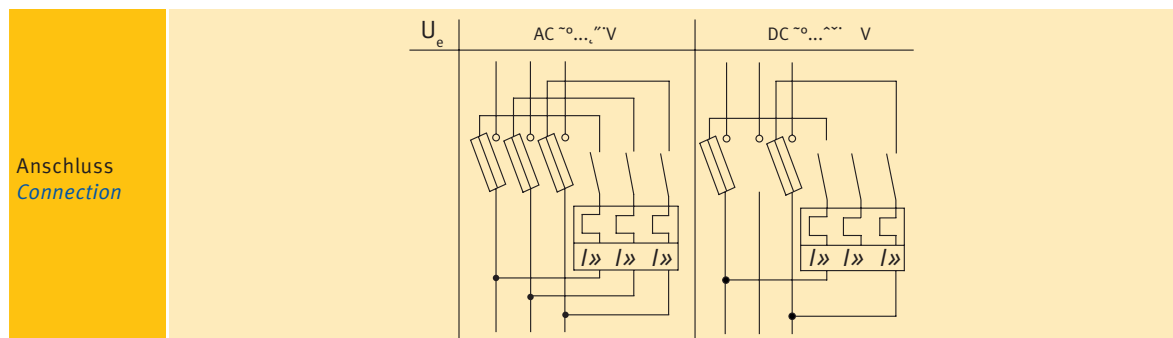 U e AC ˜º...˛˝˙V DC ˜º...ˆ˘˙ V
Anschluss
Connection
I» I» I» I» I» I»